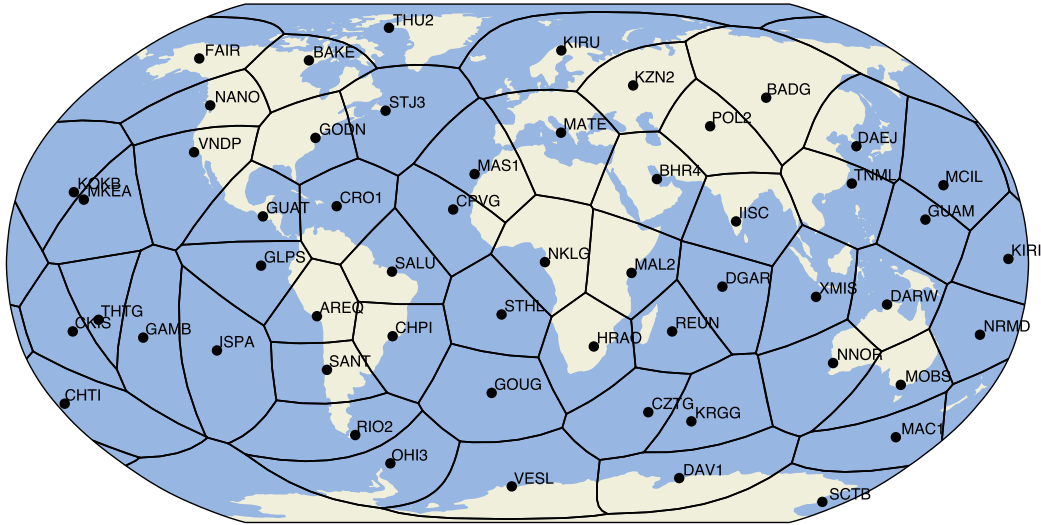 THU2
KIRU
FAIR
BAKE
KZN2
BADG
NANO
STJ3
POL2
GODN
MATE
DAEJ
VNDP
MAS1
BHR4
TNML
MCIL
KOKB
MKEA
CRO1
CPVG
GUAT
IISC
GUAM
KIRI
GLPS
SALU
NKLG
MAL2
DGAR
XMIS
DARW
AREQ
STHL
THTG
CKIS
GAMB
CHPI
REUN
NRMD
ISPA
HRAO
SANT
NNOR
MOBS
GOUG
CHTI
CZTG
KRGG
RIO2
MAC1
OHI3
VESL
DAV1
SCTB